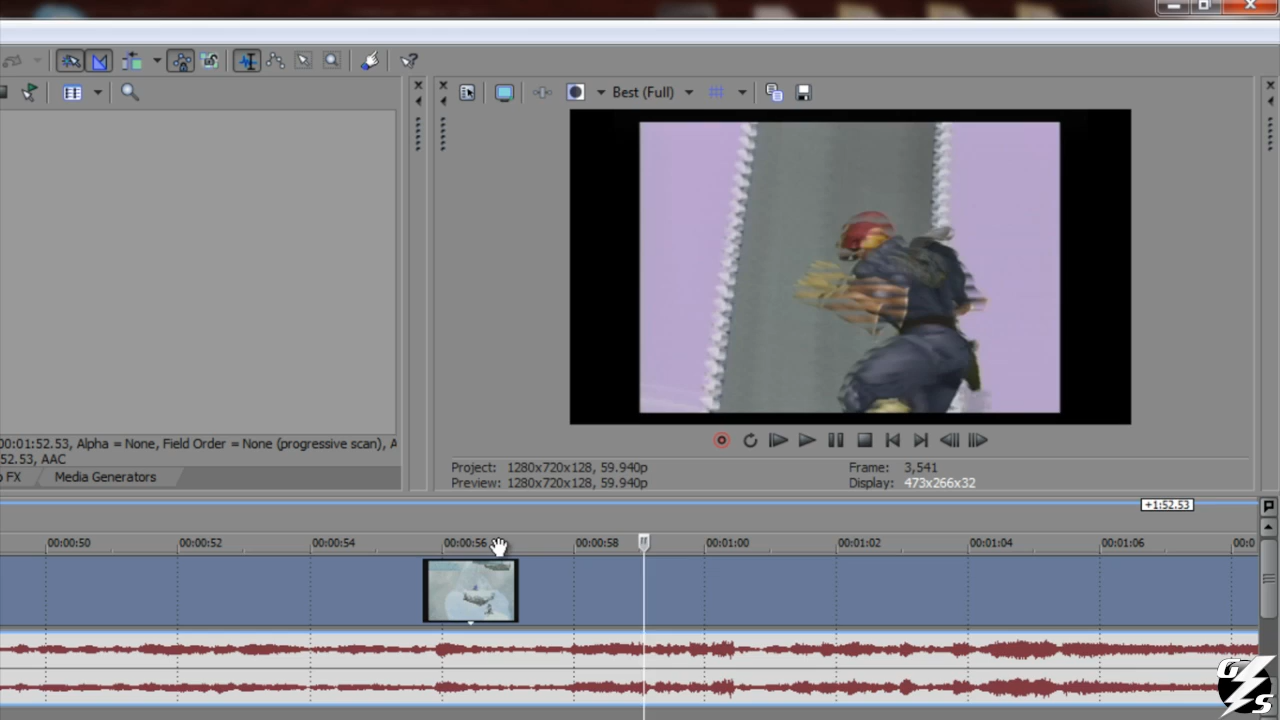 Best (Full)
00:01:52.53, Alpha = None, Field Order = None (progressive scan), A
52.53, AAC
FX
Media Generators
Project: 1280x720x128, 59.940p
Preview: 1280x720x128, 59.940p
Frame: 3,541
Display: 473x266x32
+1:52.53
00:00:50 00:00:52 00:00:54 00:00:56 00:00:58 00:01:00 00:01:02 00:01:04 00:01:06 00:0
G
S